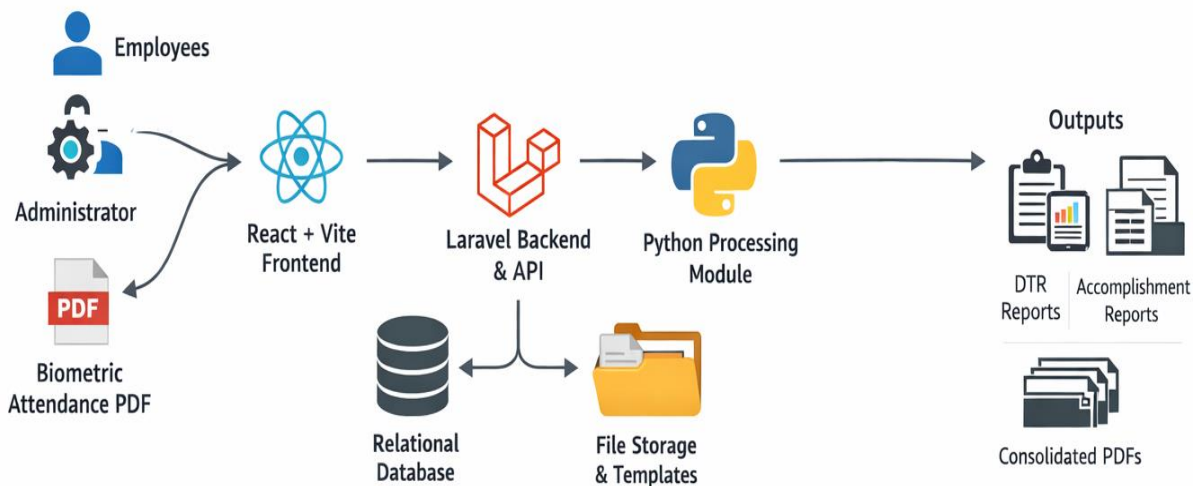 Employees
Administrator
PDF
Biometric
Attendance PDF
React + Vite
Frontend
Laravel Backend
& API
Relational
Database
File Storage
& Templates
Python Processing
Module
Outputs
DTR
Reports
Accomplishment
Reports
Consolidated PDFs